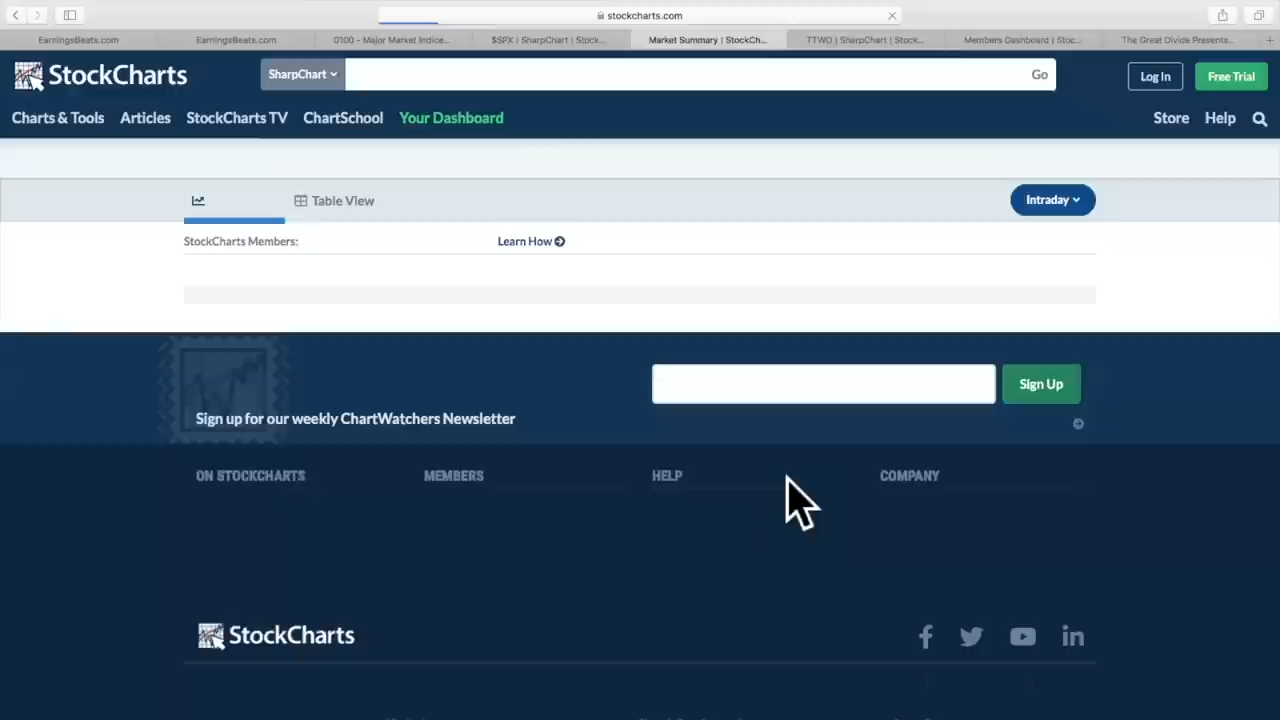 stockcharts.com
EarningsBeats.com
EarningsBeats.com
0100 - Major Market Indice...
$SPX | SharpChart | Stock...
Market Summary | StockCh...
TTWO | SharpChart | Stock...
Members Dashboard | Stoc...
The Great Divide Presents...
StockCharts
SharpChart
Go
Log In
Free Trial
Charts & Tools
Articles
StockCharts TV
ChartSchool
Your Dashboard
Store
Help
Table View
Intraday
StockCharts Members:
Learn How
Sign Up
Sign up for our weekly ChartWatchers Newsletter
ON STOCKCHARTS
MEMBERS
HELP
COMPANY
StockCharts